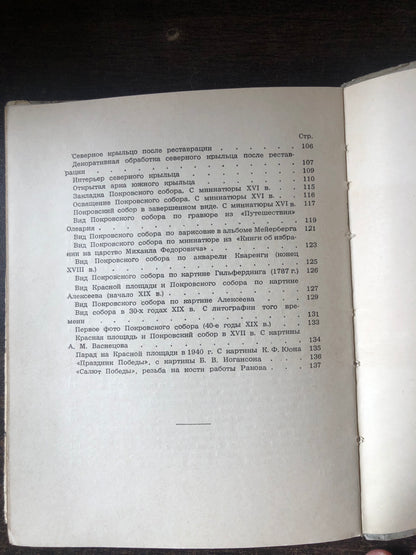 Стр.
Северное крыльцо после реставрации . . . . . . 106
Декоративная обработка северного крыльца после рестав-
рации . . . . . . . . . . . . 107
Интерьер северного крыльца . . . . . . . 109
Открытая арка южного крыльца . . . . . . 110
Закладка Покровского собора. С миниатюры XVI в. . . 115
Освящение Покровского собора. С миниатюры XVI в. . . 116
Покровский собор в завершенном виде. С миниатюры XVI в. 117
Вид Покровского собора по гравюре из «Путешествия»
Олеария . . . . . . . . . . . . 119
Вид Покровского собора по зарисовке в альбоме Мейерберга 121
Вид Покровского собора по миниатюре из «Книги об избра-
нии на царство Михаила Федоровича» . . . . . 123
Вид Покровского собора по акварели Кваренги (конец
XVIII в.) . . . . . . . . . . . . 125
Вид Покровского собора по картине Гильфердинга (1787 г.) 126
Вид Красной площади и Покровского собора по картине
Алексеева (начало XIX в.) . . . . . . . . 127
Вид Покровского собора по картине Алексеева . . . 129
Вид собора в 30-х годах XIX в. С литографии того вре-
мени . . . . . . . . . . . . 131
Первое фото Покровского собора (40-е годы XIX в.) . . 133
Красная площадь и Покровский собор в XVII в. С картины
А. М. Васнецова . . . . . . . . . . 134
Парад на Красной площади в 1940 г. С картины К. Ф. Юона 135
«Праздник Победы», с картины Б. В. Иогансона . . . 136
«Салют Победы», резьба на кости работы Ракова . . . 137